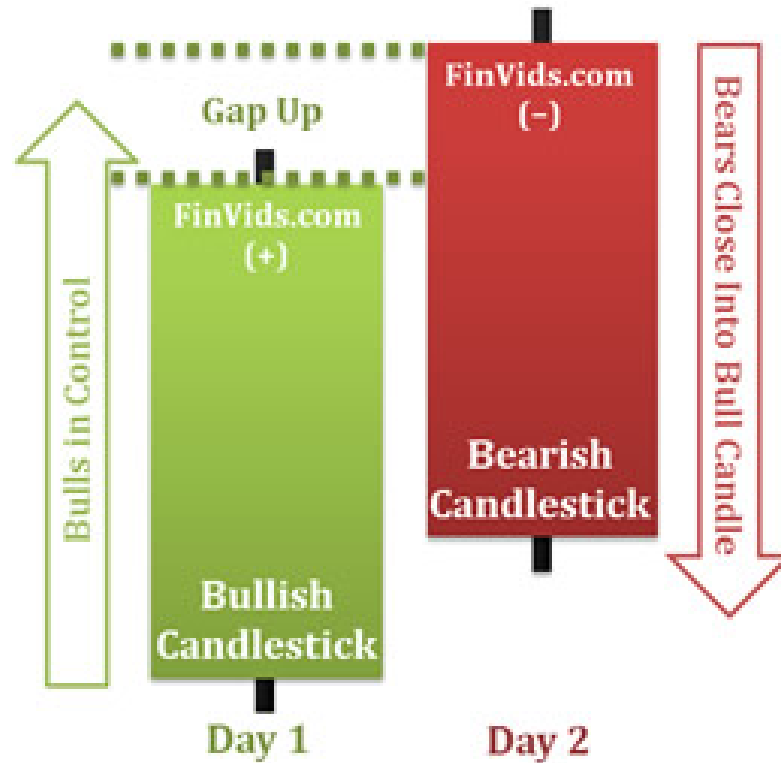 Gap Up
Bulls in Control
FinVids.com
(+)
Bullish
Candlestick
Day 1
FinVids.com
(–)
Bearish
Candlestick
Day 2
Bears Close Into Bull Candle